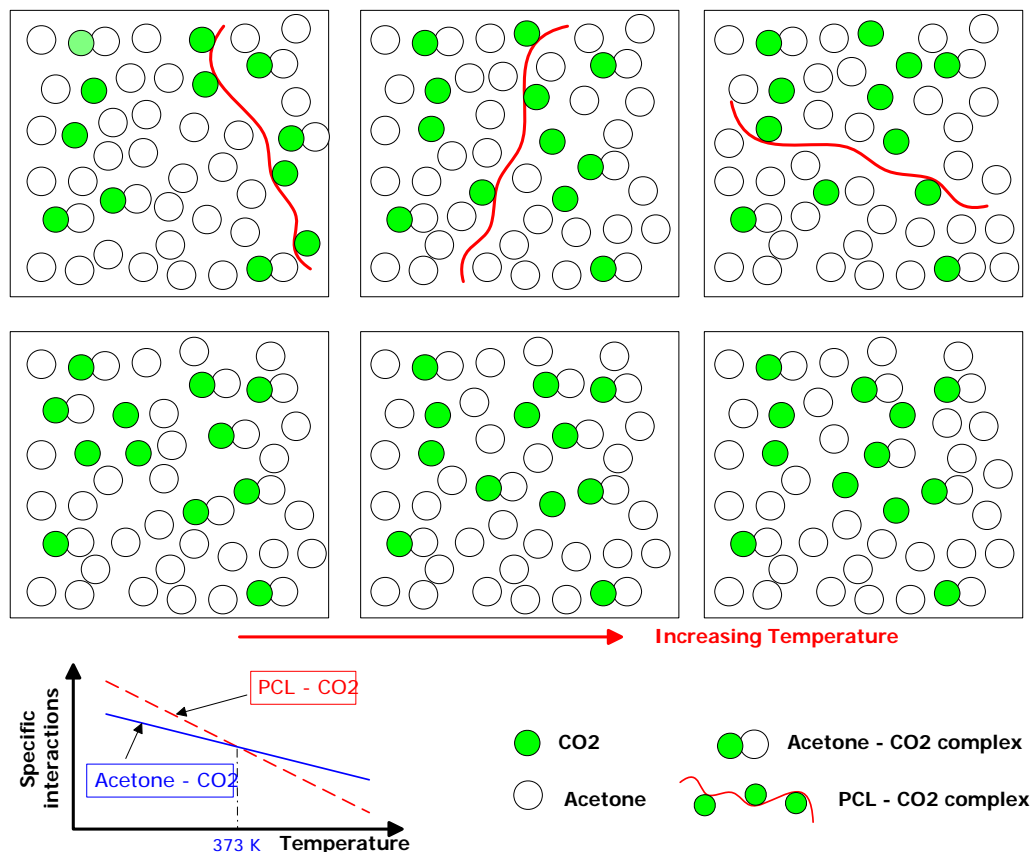 Increasing Temperature
Specific
interactions
PCL - CO2
Acetone - CO2
373 K
Temperature
CO2
Acetone - CO2 complex
Acetone
PCL - CO2 complex